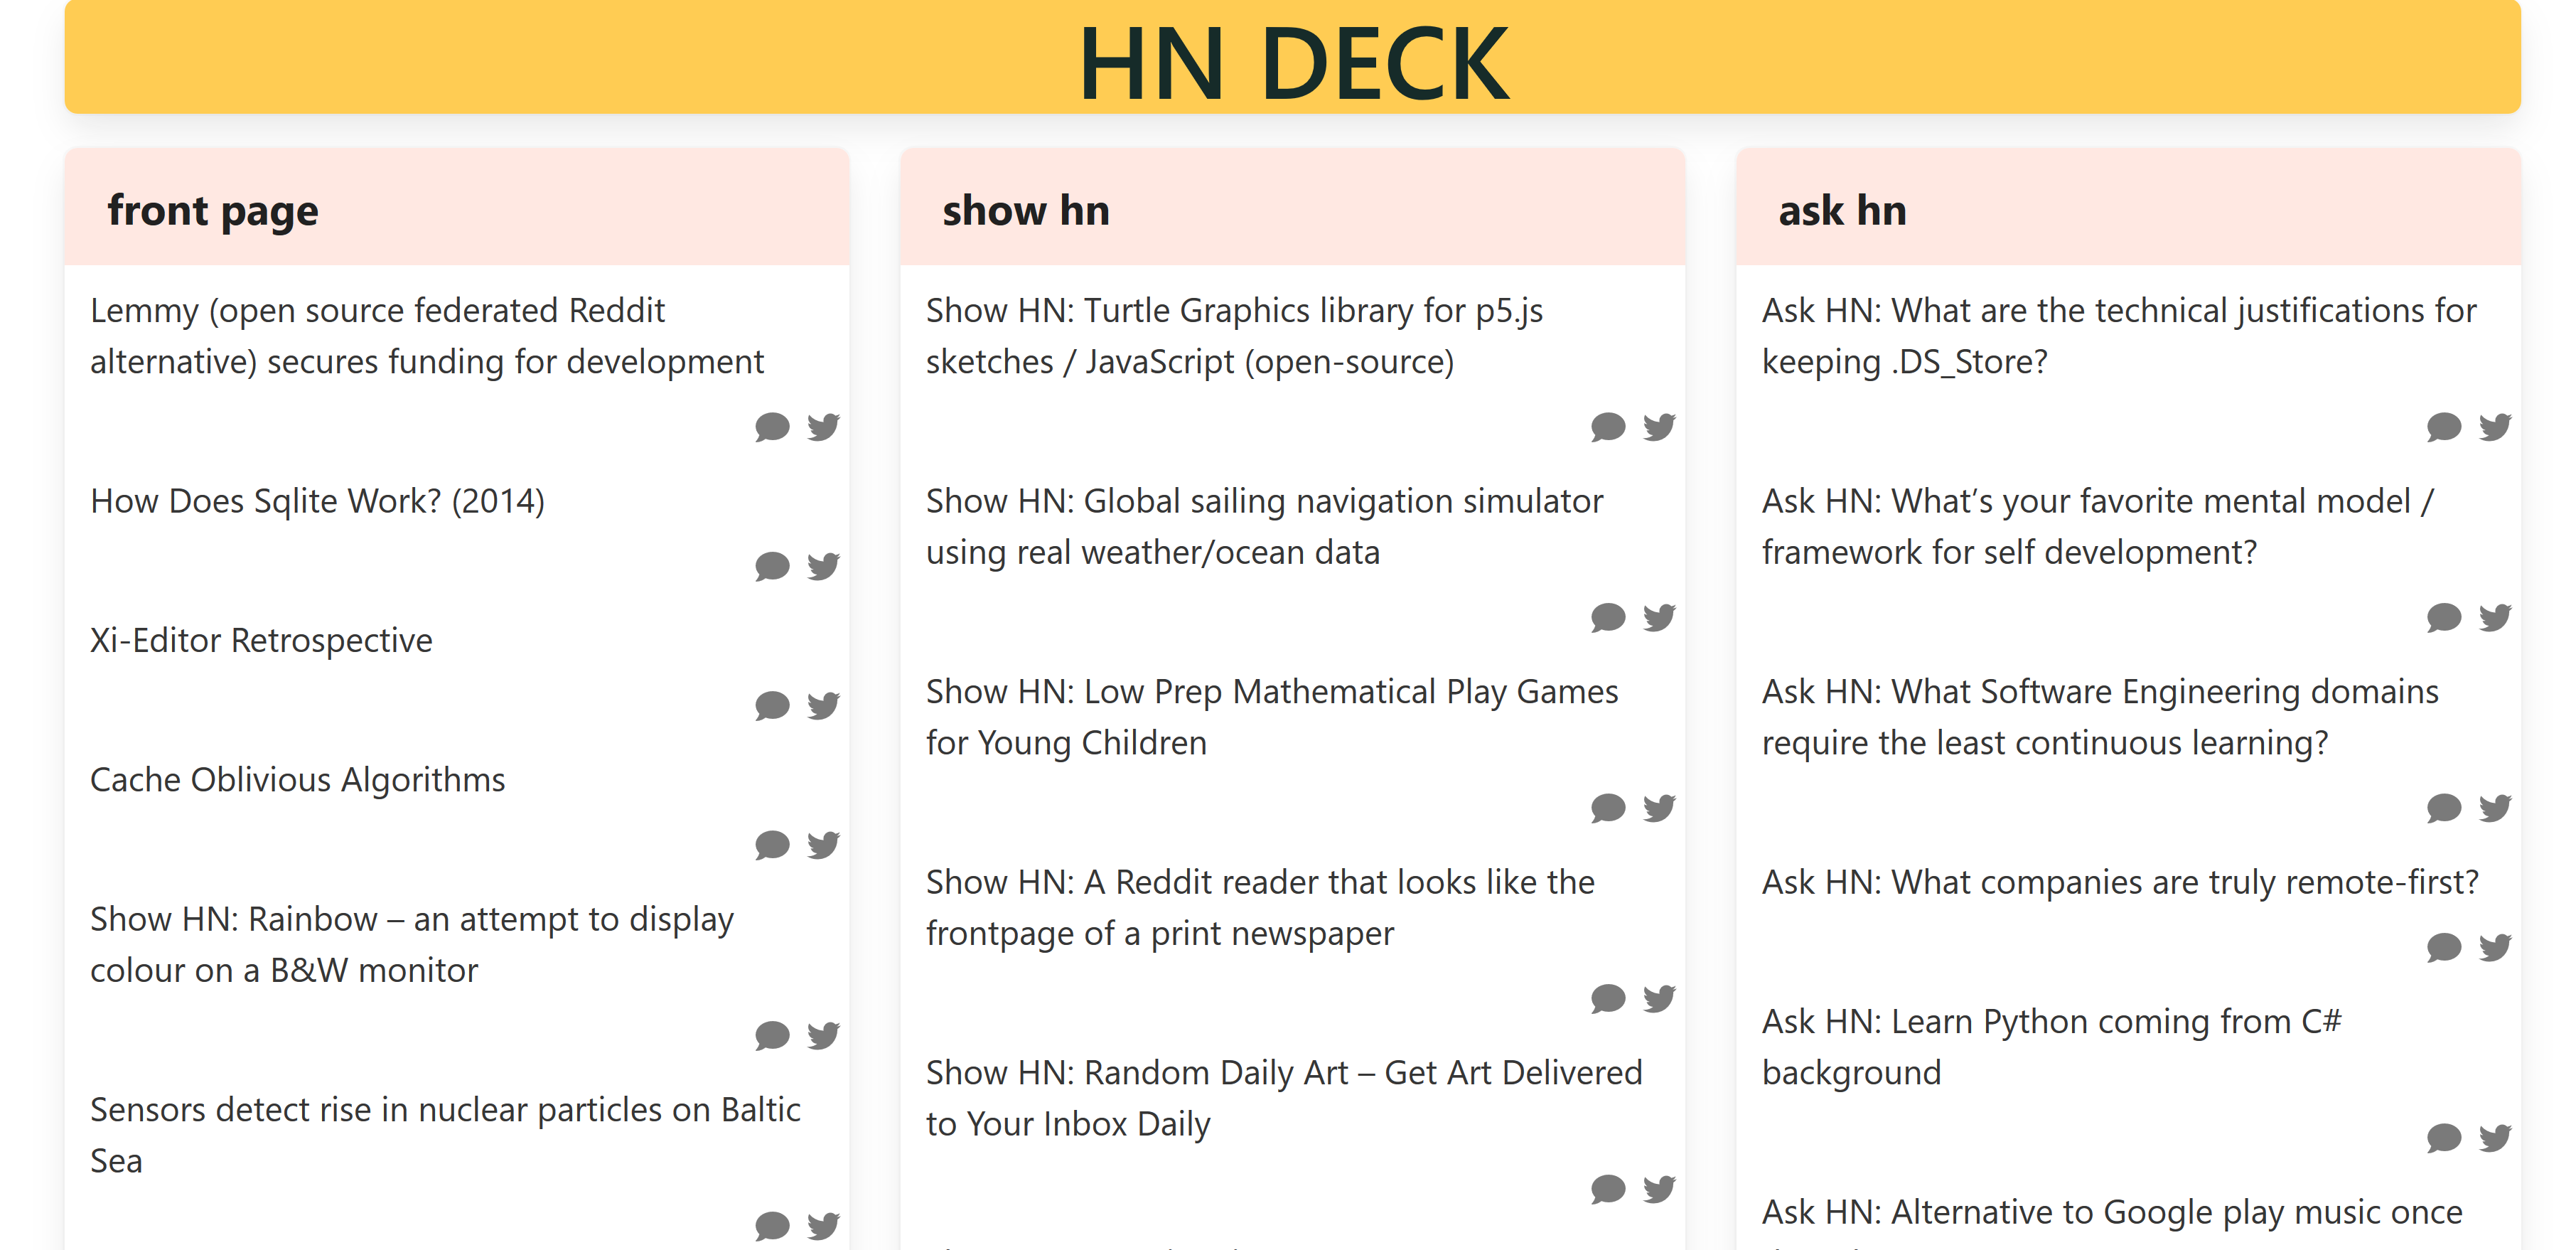 HN DECK
front page
Lemmy (open source federated Reddit
alternative) secures funding for development
How Does Sqlite Work? (2014)
Xi-Editor Retrospective
Cache Oblivious Algorithms
Show HN: Rainbow – an attempt to display
colour on a B&W monitor
Sensors detect rise in nuclear particles on Baltic
Sea
show hn
Show HN: Turtle Graphics library for p5.js
sketches / JavaScript (open-source)
Show HN: Global sailing navigation simulator
using real weather/ocean data
Show HN: Low Prep Mathematical Play Games
for Young Children
Show HN: A Reddit reader that looks like the
frontpage of a print newspaper
Show HN: Random Daily Art – Get Art Delivered
to Your Inbox Daily
ask hn
Ask HN: What are the technical justifications for
keeping .DS_Store?
Ask HN: What’s your favorite mental model /
framework for self development?
Ask HN: What Software Engineering domains
require the least continuous learning?
Ask HN: What companies are truly remote-first?
Ask HN: Learn Python coming from C#
background
Ask HN: Alternative to Google play music once